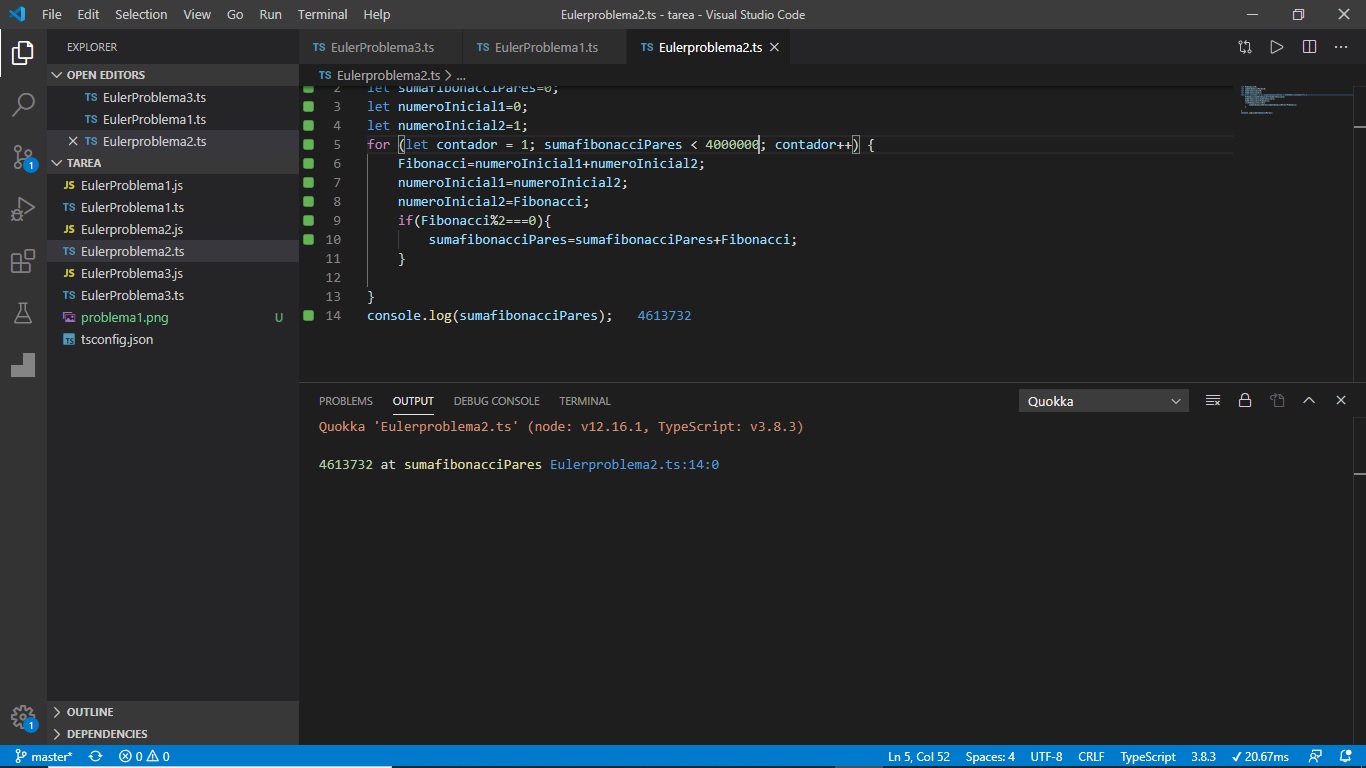 File Edit Selection View Go Run Terminal Help Eulerproblema2.ts - tarea - Visual Studio Code
EXPLORER
OPEN EDITORS
TS EulerProblema3.ts
TS EulerProblema1.ts
TS Eulerproblema2.ts
TAREA
JS EulerProblema1.js
TS EulerProblema1.ts
JS Eulerproblema2.js
TS Eulerproblema2.ts
JS EulerProblema3.js
TS EulerProblema3.ts
problema1.png U
TS tsconfig.json
OUTLINE
DEPENDENCIES
1
1
TS EulerProblema3.ts TS EulerProblema1.ts TS Eulerproblema2.ts
TS Eulerproblema2.ts > ...
2 let sumafibonacciPares=0;
3 let numeroInicial1=0;
4 let numeroInicial2=1;
5 for (let contador = 1; sumafibonacciPares < 4000000; contador++) {
6 Fibonacci=numeroInicial1+numeroInicial2;
7 numeroInicial1=numeroInicial2;
8 numeroInicial2=Fibonacci;
9 if(Fibonacci%2===0){
10 sumafibonacciPares=sumafibonacciPares+Fibonacci;
11 }
12
13 }
14 console.log(sumafibonacciPares); 4613732
PROBLEMS OUTPUT DEBUG CONSOLE TERMINAL Quokka
Quokka 'Eulerproblema2.ts' (node: v12.16.1, TypeScript: v3.8.3)
4613732 at sumafibonacciPares Eulerproblema2.ts:14:0
master* 0 0 Ln 5, Col 52 Spaces: 4 UTF-8 CRLF TypeScript 3.8.3 ✓ 20.67ms